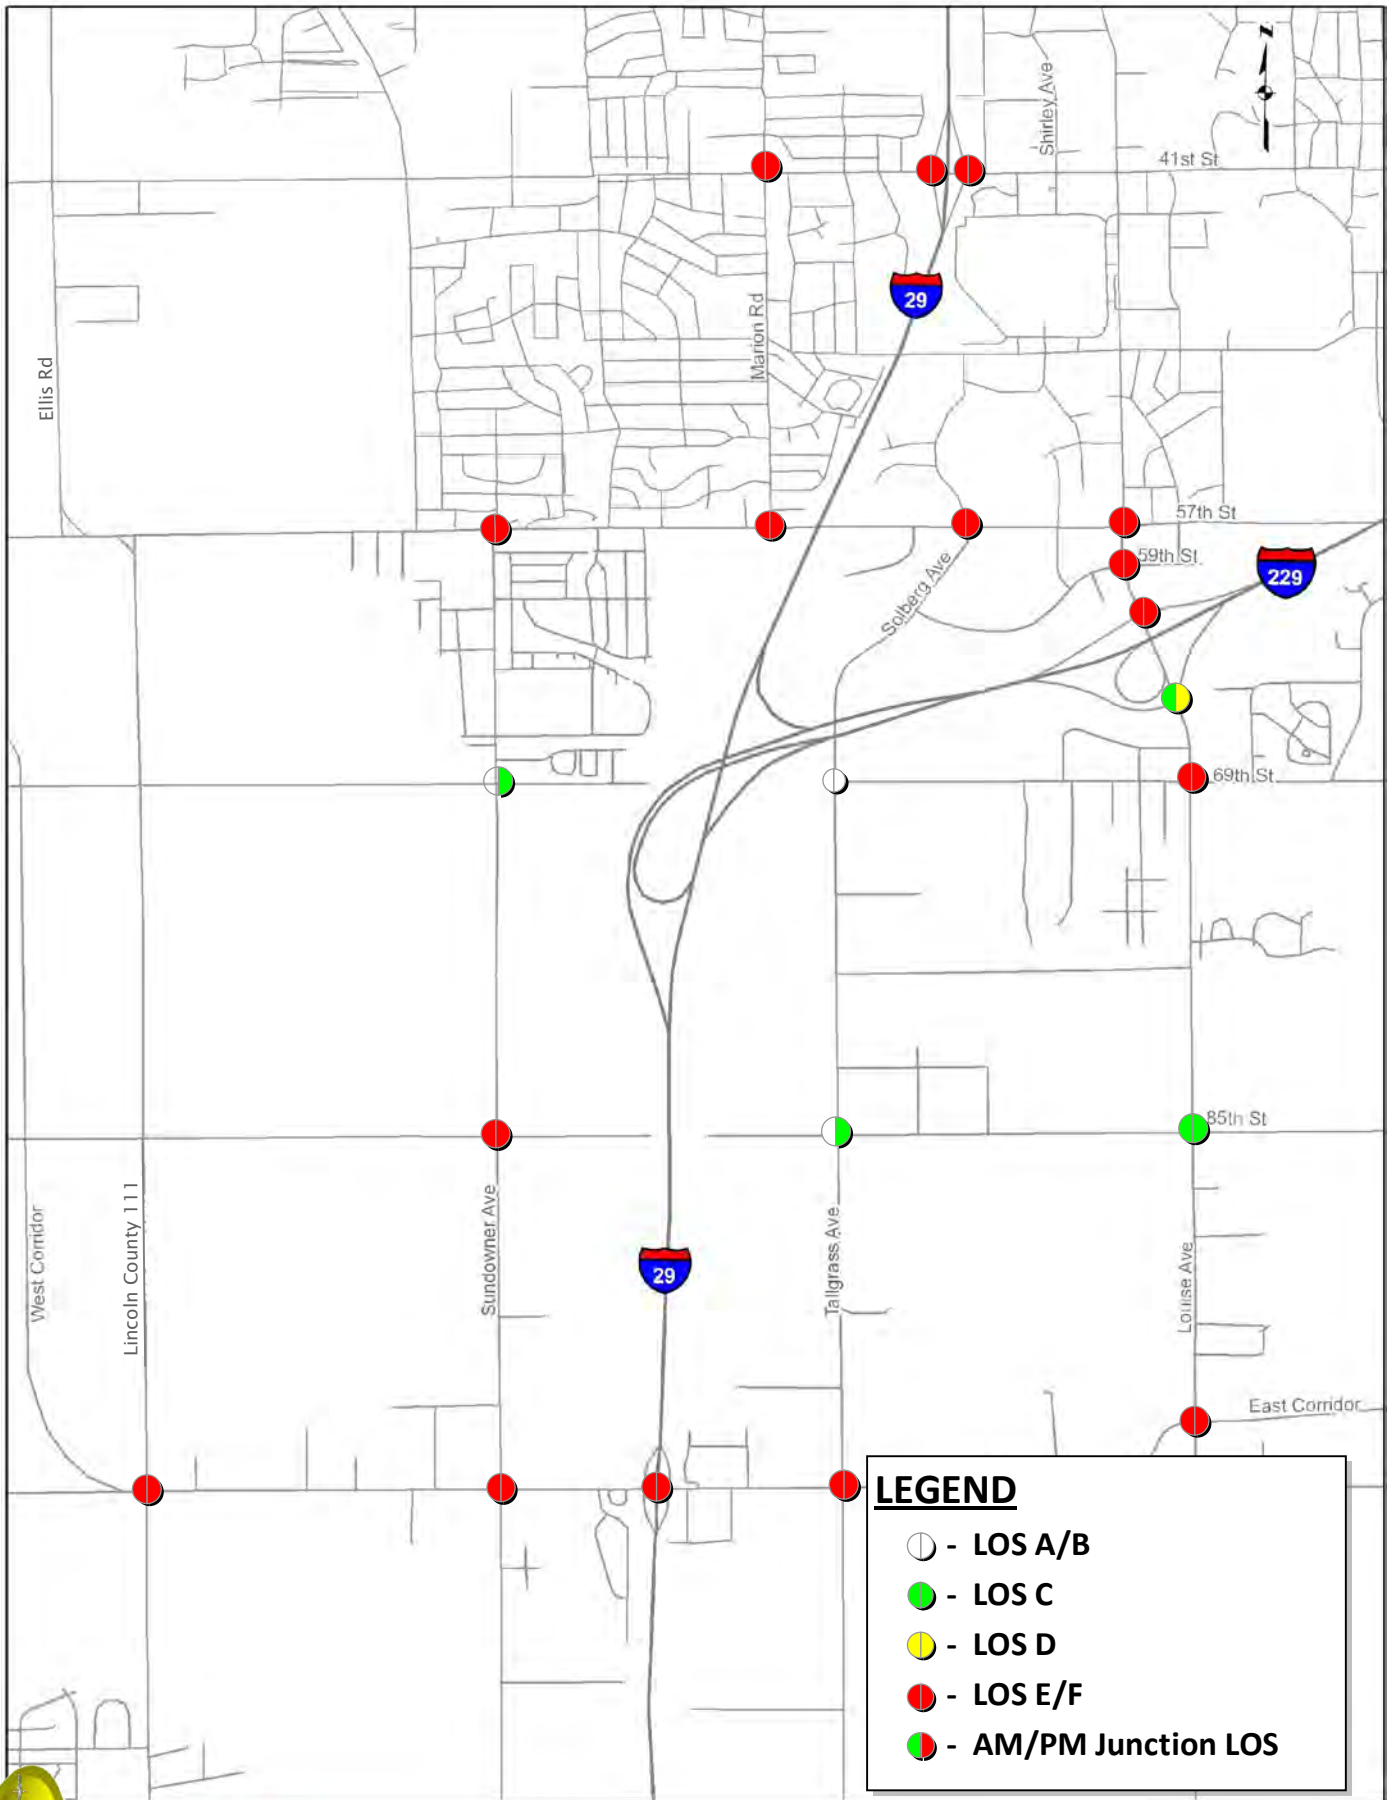 N
Shirley Ave
41st St
29
Marion Rd
Ellis Rd
57th St
59th St
229
Solberg Ave
69th St
85th St
West Corridor
Lincoln County 111
Sundowner Ave
29
Tallgrass Ave
Louise Ave
East Corridor
LEGEND
- LOS A/B
- LOS C
- LOS D
- LOS E/F
- AM/PM Junction LOS